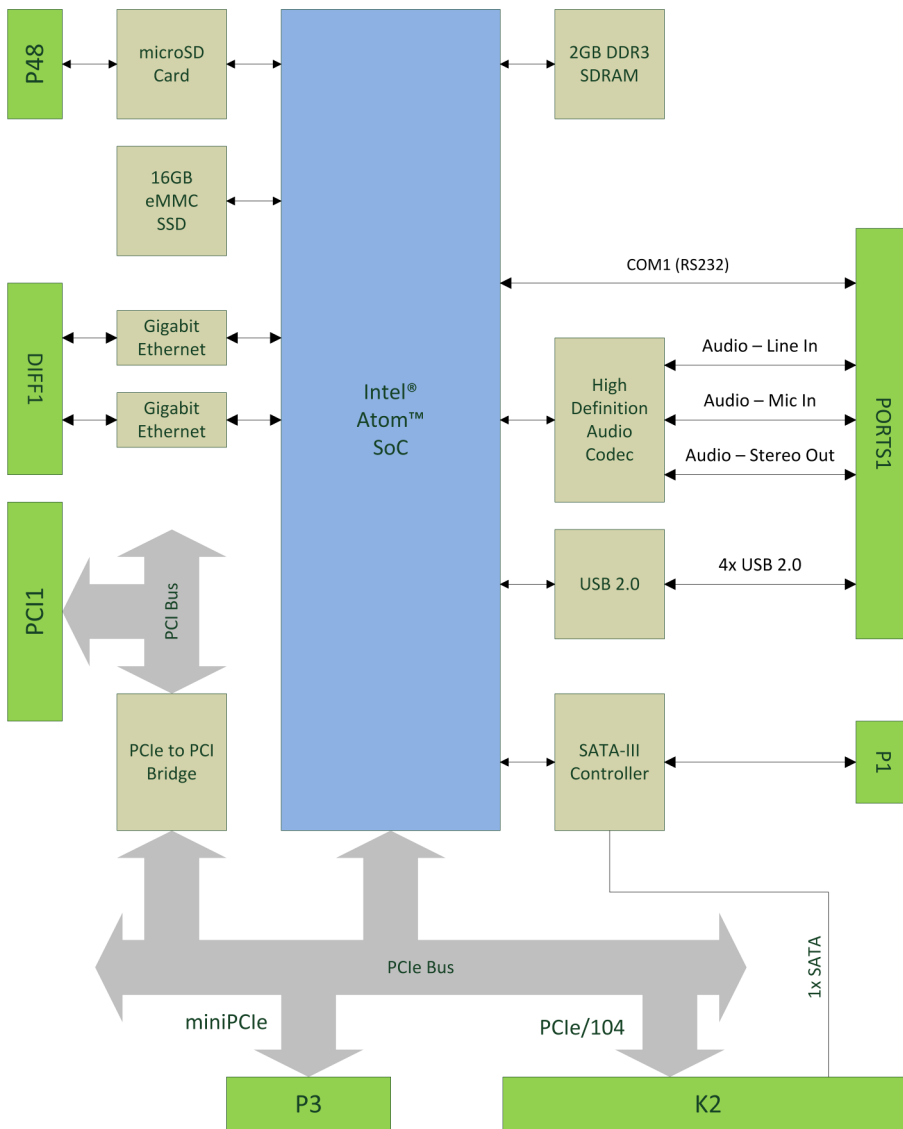 P48
microSD
Card
2GB DDR3
SDRAM
16GB
eMMC
SSD
COM1 (RS232)
DIFF1
Gigabit
Ethernet
Gigabit
Ethernet
Intel®
Atom™
SoC
High
Definition
Audio
Codec
Audio – Line In
Audio – Mic In
Audio – Stereo Out
PORTS1
PCI1
PCI Bus
USB 2.0
4x USB 2.0
PCIe to PCI
Bridge
SATA-III
Controller
P1
PCIe Bus
1x SATA
miniPCIe
PCIe/104
P3
K2